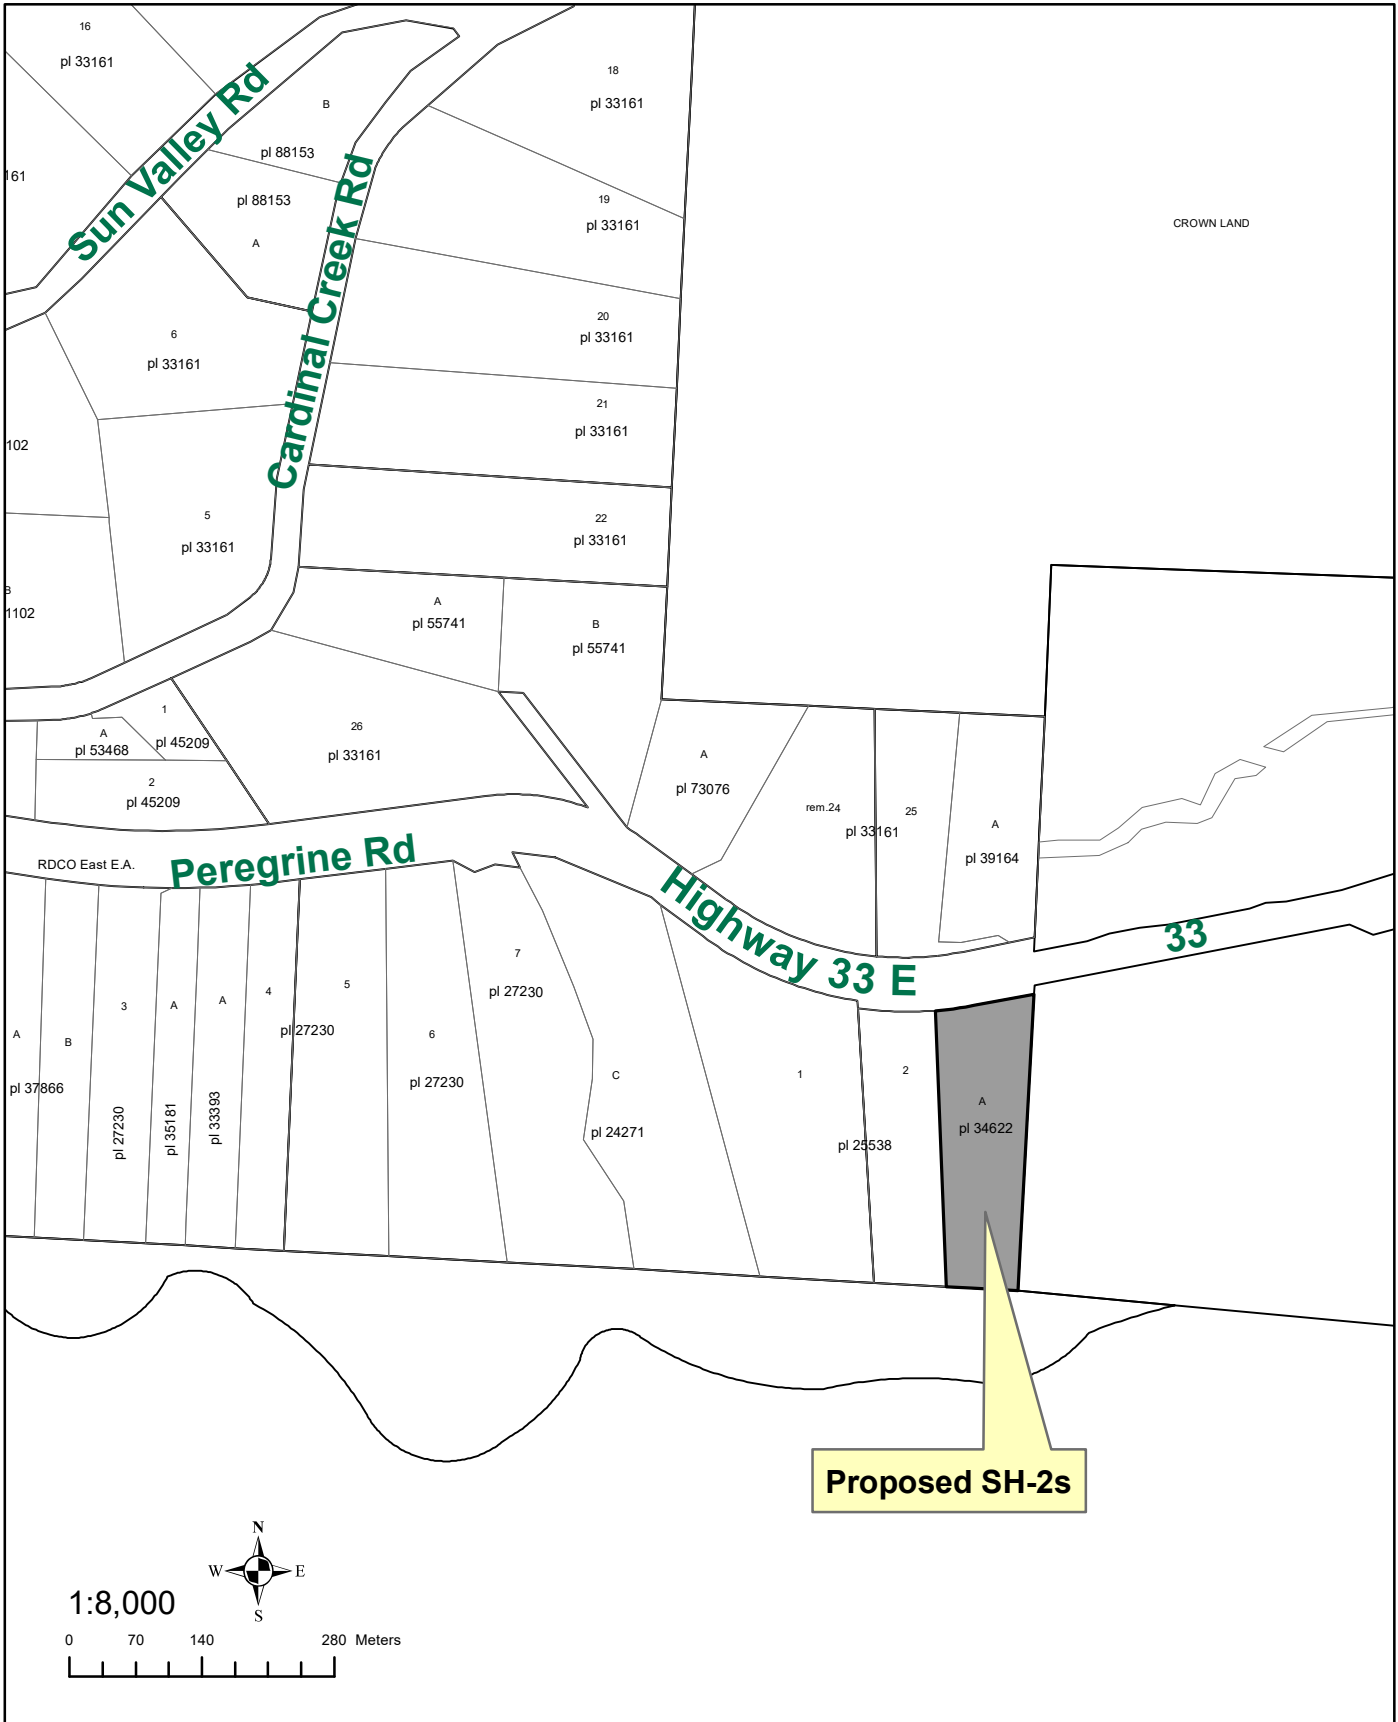 16
pl 33161
161
Sun Valley Rd
B
pl 88153
pl 88153
A
Cardinal Creek Rd
18
pl 33161
19
pl 33161
CROWN LAND
20
pl 33161
6
pl 33161
21
pl 33161
102
5
pl 33161
22
pl 33161
B
1102
A
pl 55741
B
pl 55741
1
pl 45209
A
pl 53468
2
pl 45209
26
pl 33161
A
pl 73076
rem.24
25
pl 33161
A
pl 39164
RDCO East E.A.
Peregrine Rd
Highway 33 E
33
A
B
pl 37866
3
pl 27230
A
pl 35181
A
pl 33393
4
5
pl 27230
6
pl 27230
7
pl 27230
C
pl 24271
1
2
pl 25538
A
pl 34622
Proposed SH-2s
N
W
E
S
1:8,000
0 70 140 280 Meters